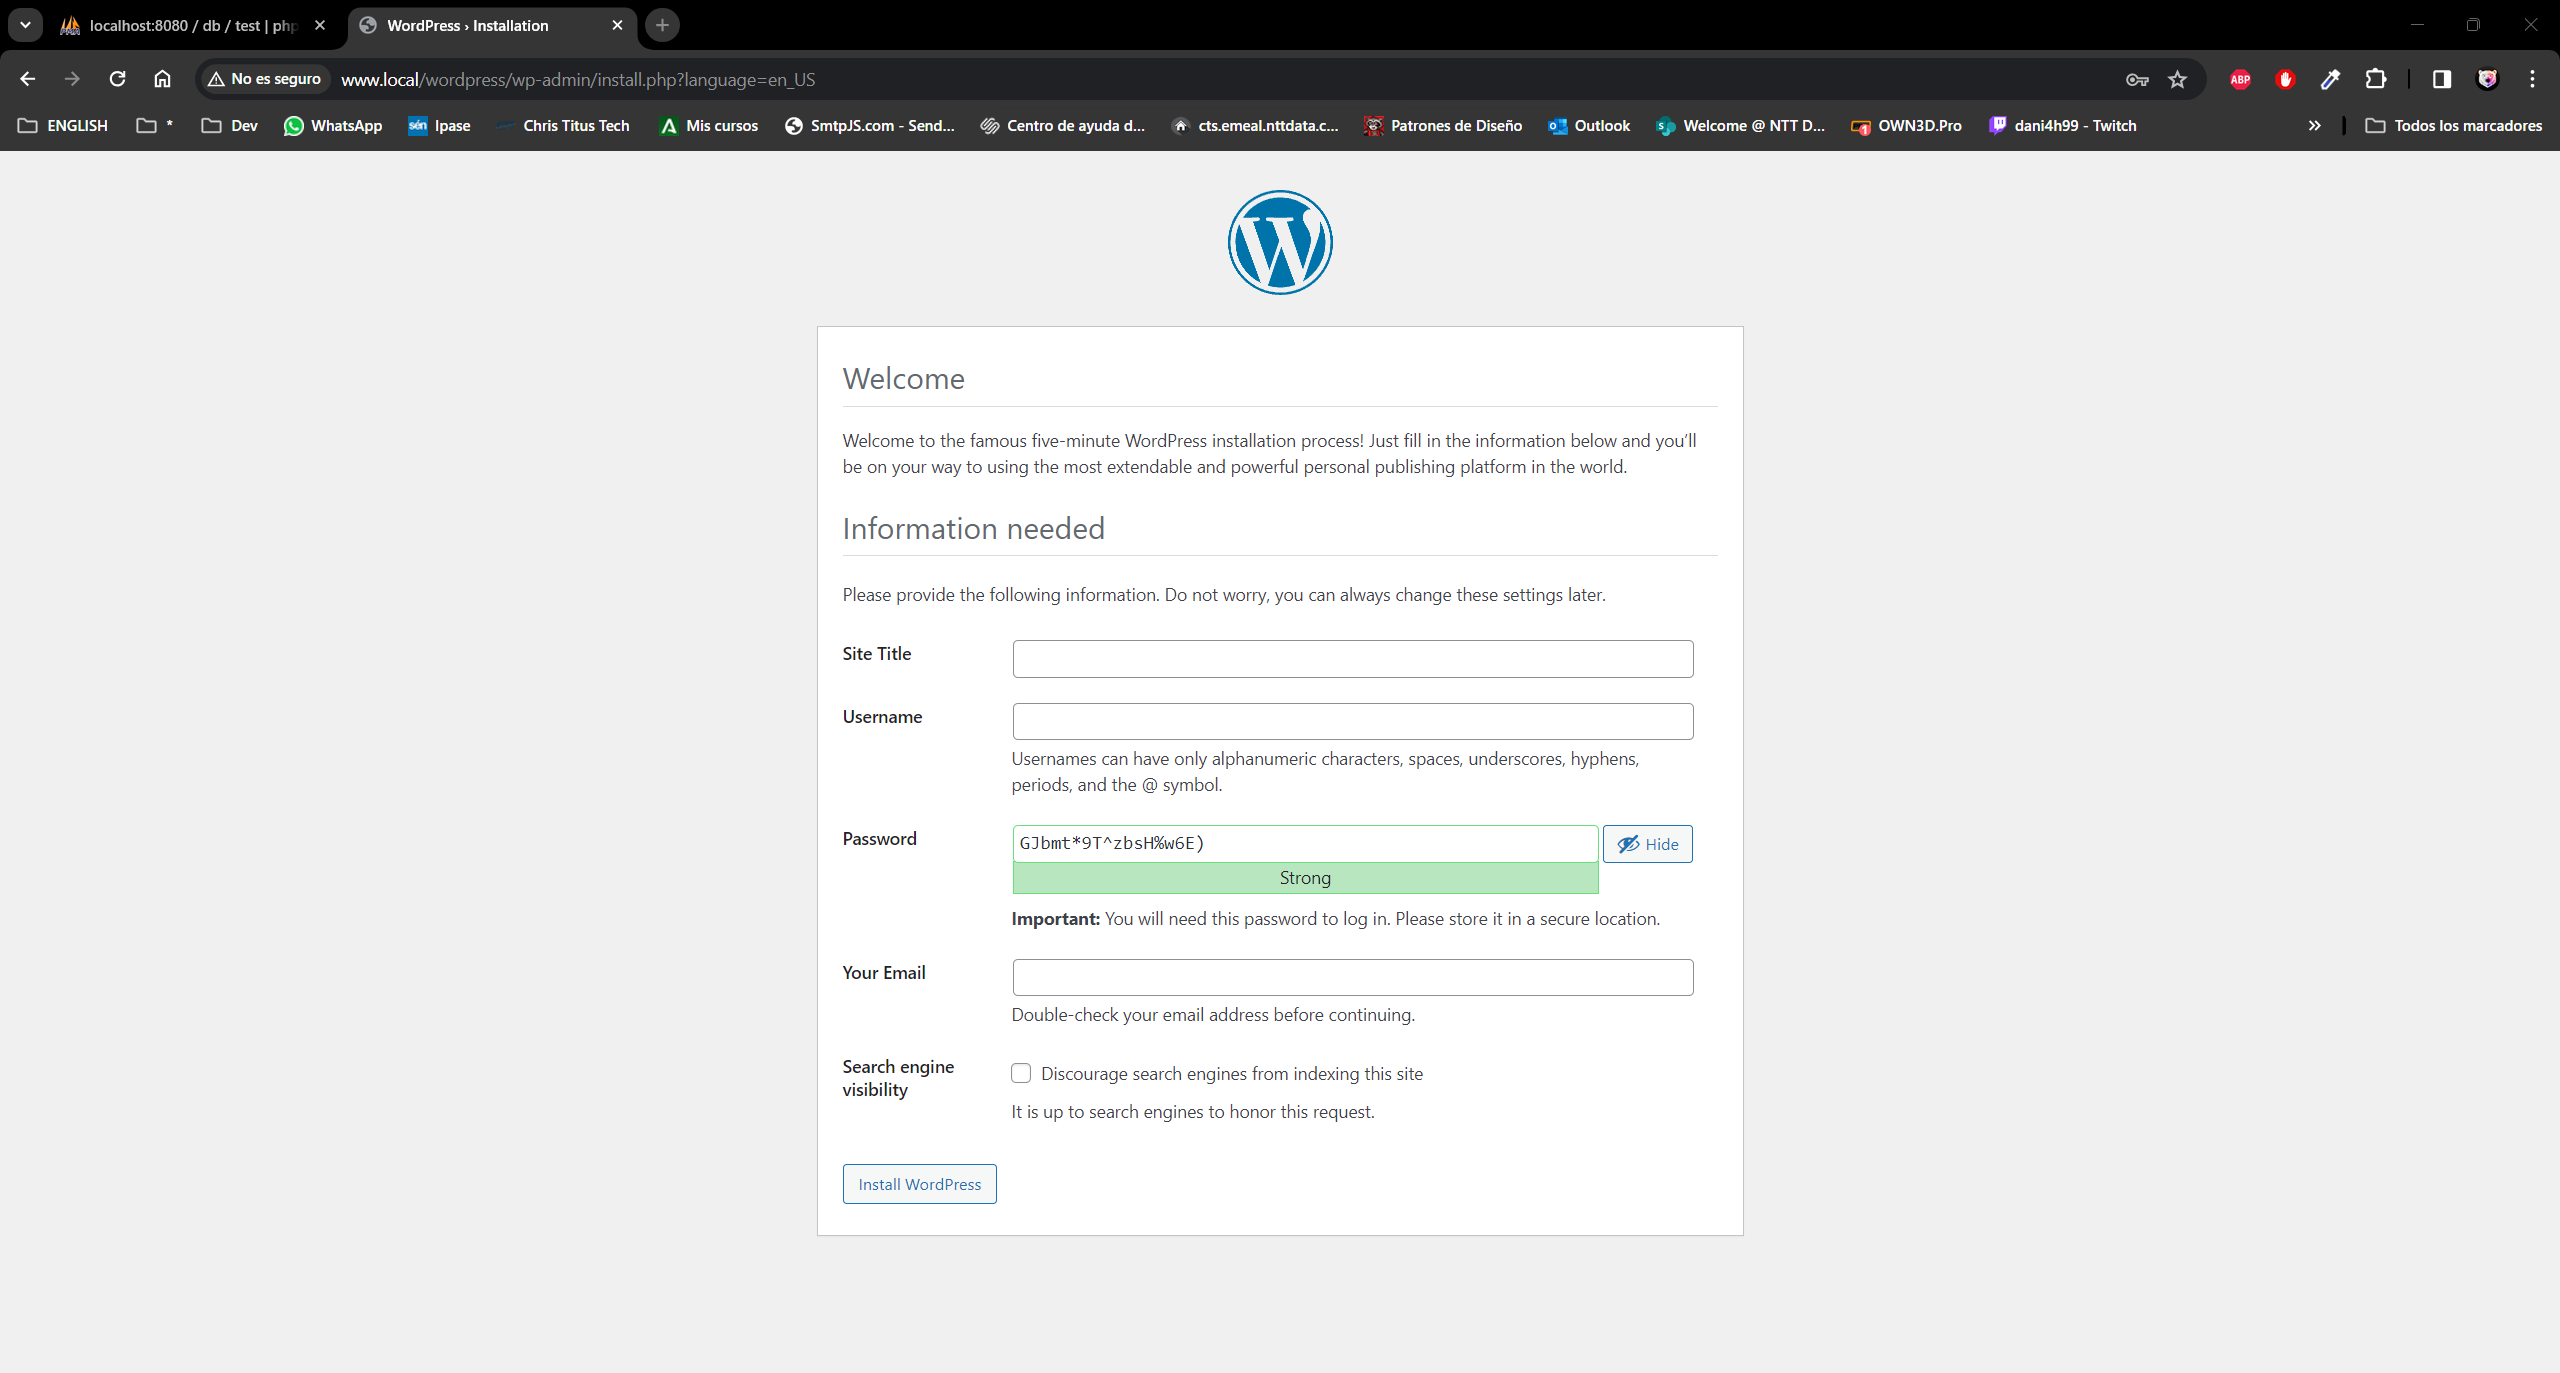 localhost:8080 / db / test | php
WordPress › Installation
No es seguro
www.local/wordpress/wp-admin/install.php?language=en_US
ABP
ENGLISH
*
Dev
WhatsApp
sén
Ipase
Chris Titus Tech
Mis cursos
SmtpJS.com - Send...
Centro de ayuda d...
cts.emeal.nttdata.c...
Patrones de Diseño
Outlook
Welcome @ NTT D...
1
OWN3D.Pro
dani4h99 - Twitch
»
Todos los marcadores
Welcome
Welcome to the famous five-minute WordPress installation process! Just fill in the information below and you’ll
be on your way to using the most extendable and powerful personal publishing platform in the world.
Information needed
Please provide the following information. Do not worry, you can always change these settings later.
Site Title
Username
Usernames can have only alphanumeric characters, spaces, underscores, hyphens,
periods, and the @ symbol.
Password
GJbmt*9T^zbsH%w6E)
Hide
Strong
Important: You will need this password to log in. Please store it in a secure location.
Your Email
Double-check your email address before continuing.
Search engine
visibility
Discourage search engines from indexing this site
It is up to search engines to honor this request.
Install WordPress